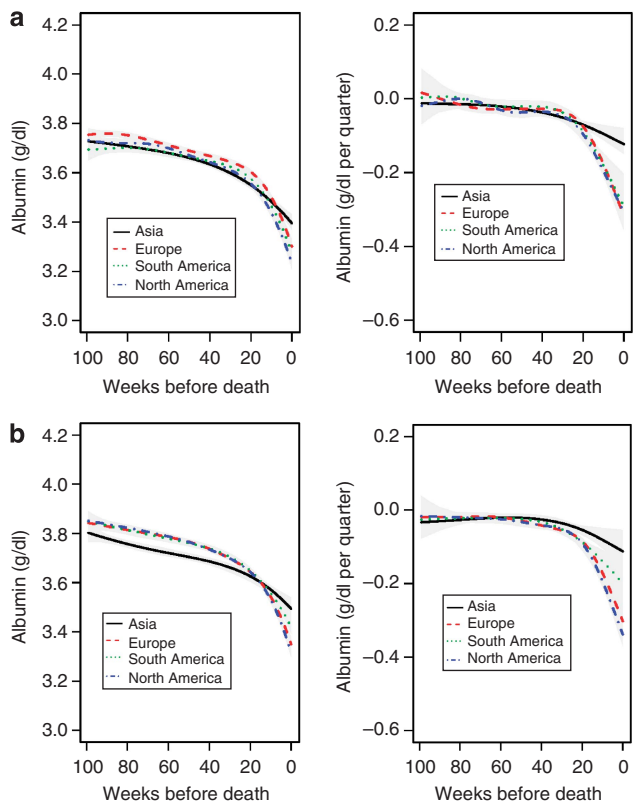 a
4.2
4.0
3.8
3.6
3.4
3.2
3.0
Albumin (g/dl)
Asia
Europe
South America
North America
100 80 60 40 20 0
Weeks before death
0.2
0.0
−0.2
−0.4
−0.6
Albumin (g/dl per quarter)
Asia
Europe
South America
North America
100 80 60 40 20 0
Weeks before death
b
4.2
4.0
3.8
3.6
3.4
4.2
3.0
Albumin (g/dl)
Asia
Europe
South America
North America
100 80 60 40 20 0
Weeks before death
0.2
0.0
−0.2
−0.4
−0.6
Albumin (g/dl per quarter)
Asia
Europe
South America
North America
100 80 60 40 20 0
Weeks before death